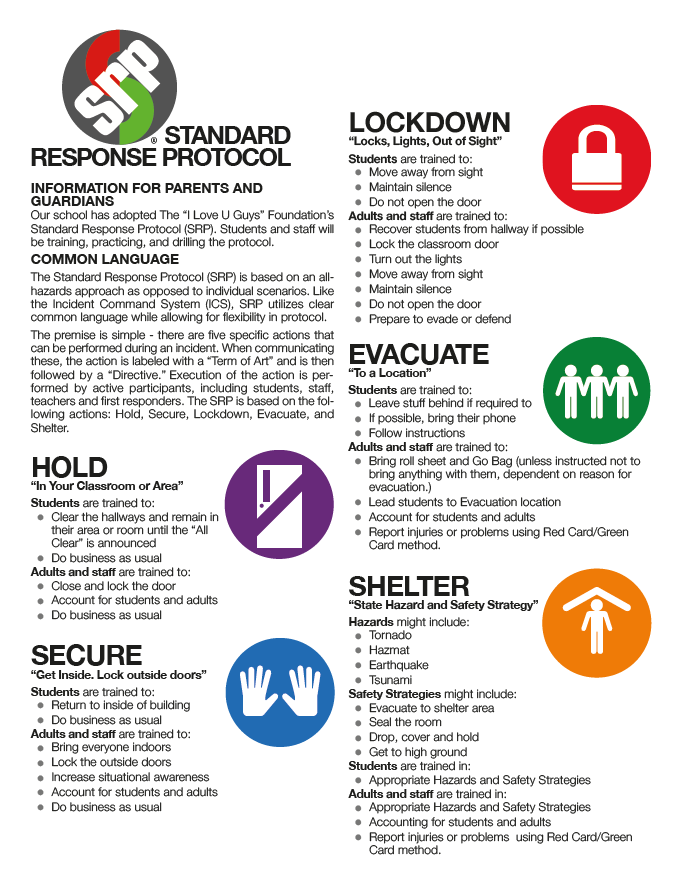 srp
®
STANDARD
RESPONSE PROTOCOL
INFORMATION FOR PARENTS AND
GUARDIANS
Our school has adopted The “I Love U Guys” Foundation’s
Standard Response Protocol (SRP). Students and staff will
be training, practicing, and drilling the protocol.
COMMON LANGUAGE
The Standard Response Protocol (SRP) is based on an all-
hazards approach as opposed to individual scenarios. Like
the Incident Command System (ICS), SRP utilizes clear
common language while allowing for flexibility in protocol.
The premise is simple - there are five specific actions that
can be performed during an incident. When communicating
these, the action is labeled with a “Term of Art” and is then
followed by a “Directive.” Execution of the action is per-
formed by active participants, including students, staff,
teachers and first responders. The SRP is based on the fol-
lowing actions: Hold, Secure, Lockdown, Evacuate, and
Shelter.
HOLD
“In Your Classroom or Area”
Students are trained to:
● Clear the hallways and remain in
their area or room until the “All
Clear” is announced
● Do business as usual
Adults and staff are trained to:
● Close and lock the door
● Account for students and adults
● Do business as usual
SECURE
“Get Inside. Lock outside doors”
Students are trained to:
● Return to inside of building
● Do business as usual
Adults and staff are trained to:
● Bring everyone indoors
● Lock the outside doors
● Increase situational awareness
● Account for students and adults
● Do business as usual
LOCKDOWN
“Locks, Lights, Out of Sight”
Students are trained to:
● Move away from sight
● Maintain silence
● Do not open the door
Adults and staff are trained to:
● Recover students from hallway if possible
● Lock the classroom door
● Turn out the lights
● Move away from sight
● Maintain silence
● Do not open the door
● Prepare to evade or defend
EVACUATE
“To a Location”
Students are trained to:
● Leave stuff behind if required to
● If possible, bring their phone
● Follow instructions
Adults and staff are trained to:
● Bring roll sheet and Go Bag (unless instructed not to
bring anything with them, dependent on reason for
evacuation.)
● Lead students to Evacuation location
● Account for students and adults
● Report injuries or problems using Red Card/Green
Card method.
SHELTER
“State Hazard and Safety Strategy”
Hazards might include:
● Tornado
● Hazmat
● Earthquake
● Tsunami
Safety Strategies might include:
● Evacuate to shelter area
● Seal the room
● Drop, cover and hold
● Get to high ground
Students are trained in:
● Appropriate Hazards and Safety Strategies
Adults and staff are trained in:
● Appropriate Hazards and Safety Strategies
● Accounting for students and adults
● Report injuries or problems using Red Card/Green
Card method.